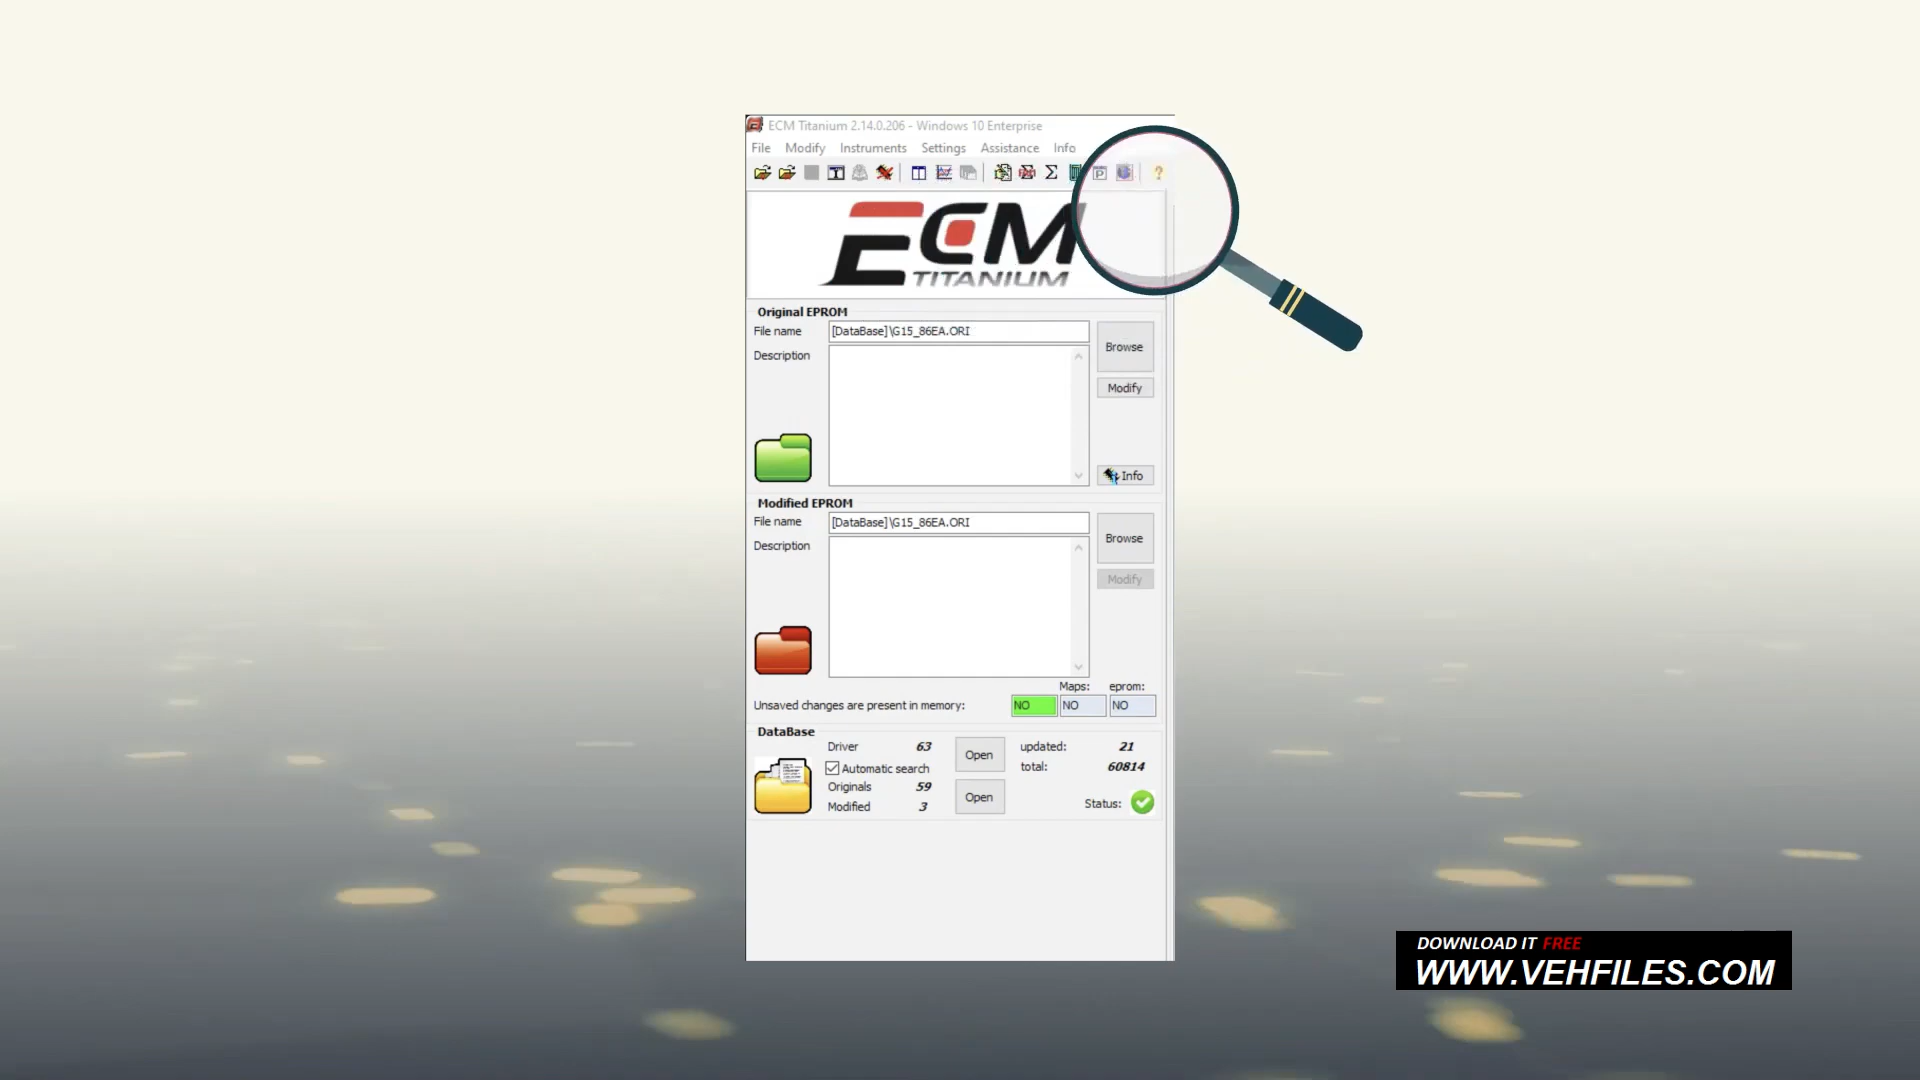 ECM Titanium 2.14.0.206 - Windows 10 Enterprise
File Modify Instruments Settings Assistance Info
P ?
ECM
TITANIUM
Original EPROM
File name [DataBase]\G15_86EA.ORI
Browse
Description
Modify
Info
Modified EPROM
File name [DataBase]\G15_86EA.ORI
Browse
Description
Modify
Maps: eprom:
Unsaved changes are present in memory: NO NO NO
DataBase
Driver 63 Open updated: 21
Automatic search total: 60814
Originals 59 Open
Modified 3 Status:
DOWNLOAD IT FREE
WWW.VEHFILES.COM